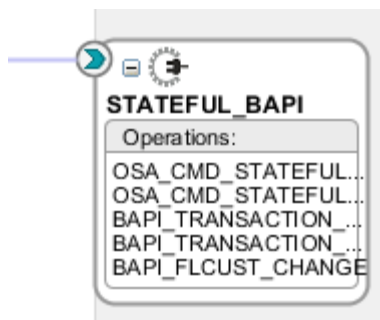 STATEFUL_BAPI
Operations:
OSA_CMD_STATEFUL...
OSA_CMD_STATEFUL...
BAPI_TRANSACTION_...
BAPI_TRANSACTION_...
BAPI_FLCUST_CHANGE